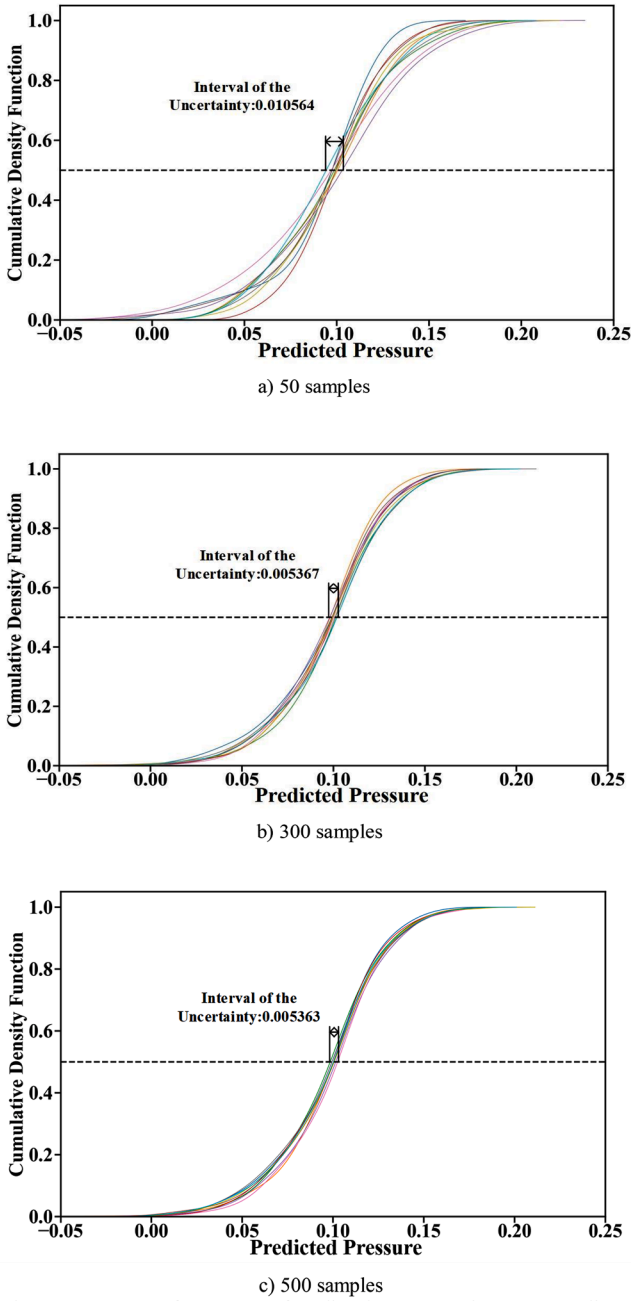 Cumulative Density Function
1.0
0.8
0.6
0.4
0.2
0.0
Interval of the
Uncertainty:0.010564
−0.05 0.00 0.05 0.10 0.15 0.20 0.25
Predicted Pressure
a) 50 samples
Cumulative Density Function
1.0
0.8
0.6
0.4
0.2
0.0
Interval of the
Uncertainty:0.005367
−0.05 0.00 0.05 0.10 0.15 0.20 0.25
Predicted Pressure
b) 300 samples
Cumulative Density Function
1.0
0.8
0.6
0.4
0.2
0.0
Interval of the
Uncertainty:0.005363
−0.05 0.00 0.05 0.10 0.15 0.20 0.25
Predicted Pressure
c) 500 samples